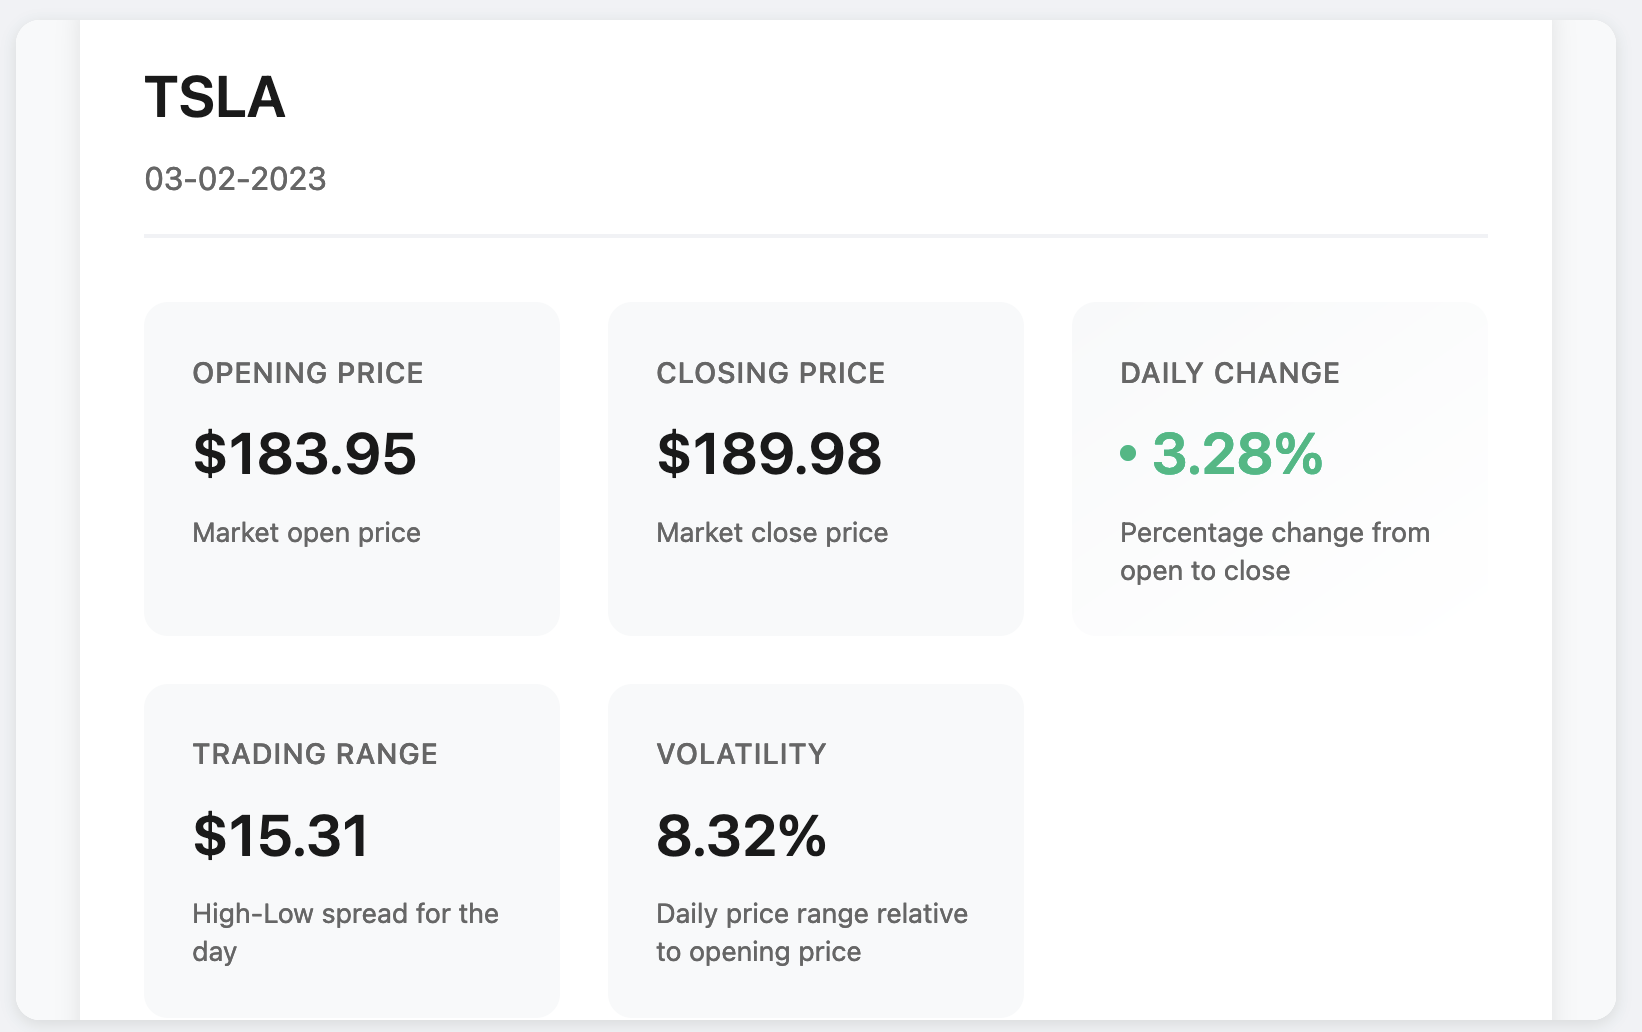 TSLA
03-02-2023
OPENING PRICE
$183.95
Market open price
CLOSING PRICE
$189.98
Market close price
DAILY CHANGE
• 3.28%
Percentage change from
open to close
TRADING RANGE
$15.31
High-Low spread for the
day
VOLATILITY
8.32%
Daily price range relative
to opening price